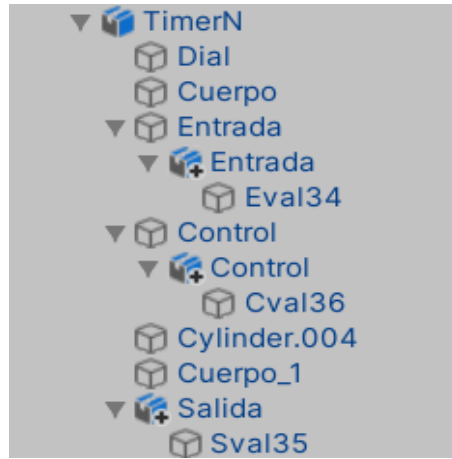 TimerN
Dial
Cuerpo
Entrada
Entrada
Eval34
Control
Control
Cval36
Cylinder.004
Cuerpo_1
Salida
Sval35